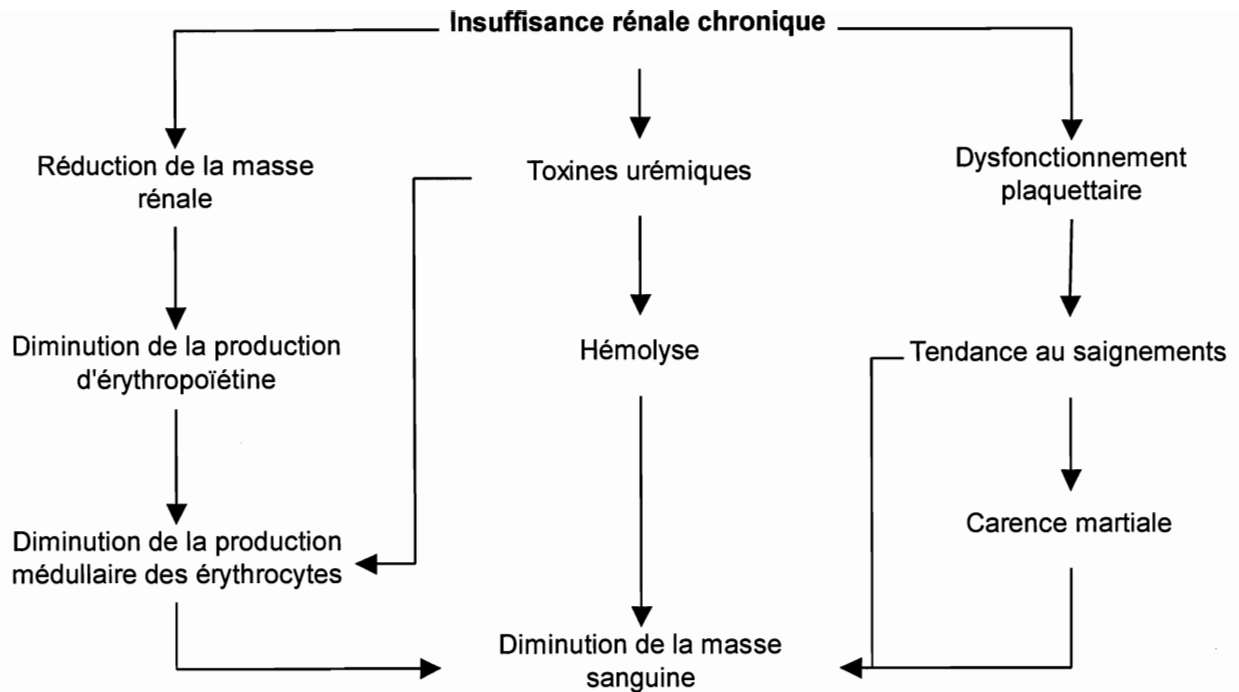 Insuffisance rénale chronique
Réduction de la masse
rénale
Toxines urémiques
Dysfonctionnement
plaquettaire
Diminution de la production
d'érythropoïétine
Hémolyse
Tendance au saignements
Diminution de la production
médullaire des érythrocytes
Carence martiale
Diminution de la masse
sanguine